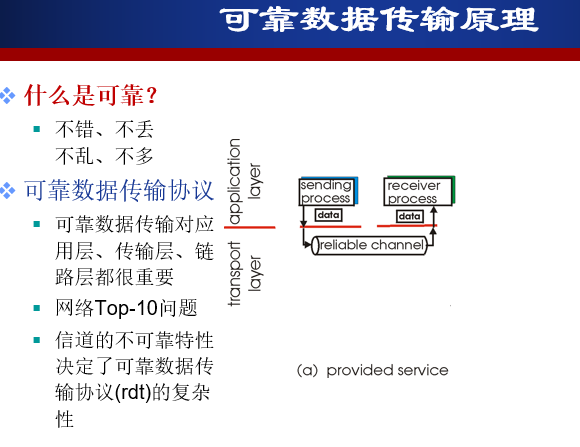 可靠数据传输原理
什么是可靠?
不错、不丢
不乱、不多
可靠数据传输协议
可靠数据传输对应
用层、传输层、链
路层都很重要
网络Top-10问题
信道的不可靠特性
决定了可靠数据传
输协议(rdt)的复杂
性
application
layer
transport
layer
sending
process
data
receiver
process
data
reliable channel
(a) provided service